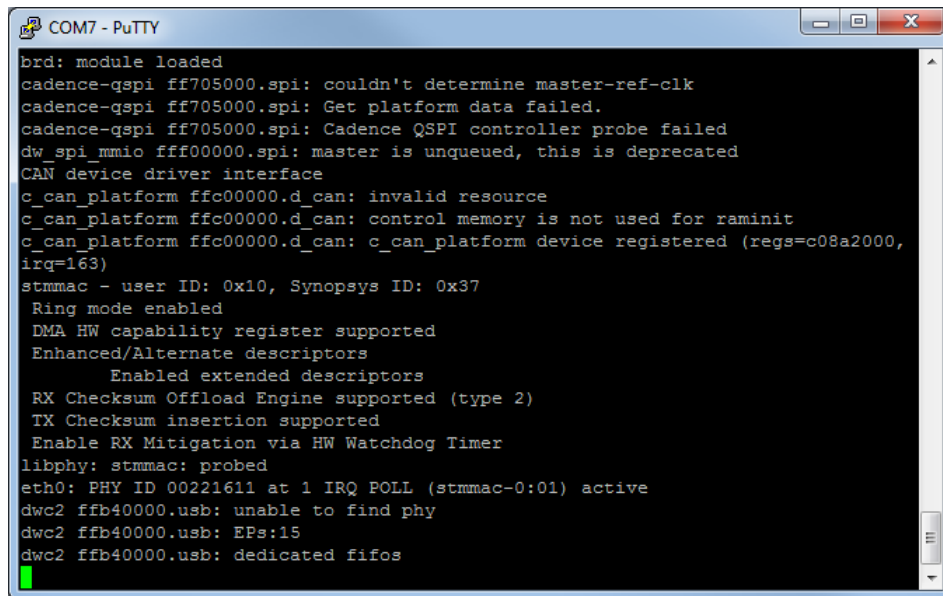 COM7 - PuTTY
brd: module loaded
cadence-qspi ff705000.spi: couldn't determine master-ref-clk
cadence-qspi ff705000.spi: Get platform data failed.
cadence-qspi ff705000.spi: Cadence QSPI controller probe failed
dw_spi_mmio fff00000.spi: master is unqueued, this is deprecated
CAN device driver interface
c_can_platform ffc00000.d_can: invalid resource
c_can_platform ffc00000.d_can: control memory is not used for raminit
c_can_platform ffc00000.d_can: c_can_platform device registered (regs=c08a2000,
irq=163)
stmmac - user ID: 0x10, Synopsys ID: 0x37
 Ring mode enabled
 DMA HW capability register supported
 Enhanced/Alternate descriptors
        Enabled extended descriptors
 RX Checksum Offload Engine supported (type 2)
 TX Checksum insertion supported
 Enable RX Mitigation via HW Watchdog Timer
libphy: stmmac: probed
eth0: PHY ID 00221611 at 1 IRQ POLL (stmmac-0:01) active
dwc2 ffb40000.usb: unable to find phy
dwc2 ffb40000.usb: EPs:15
dwc2 ffb40000.usb: dedicated fifos